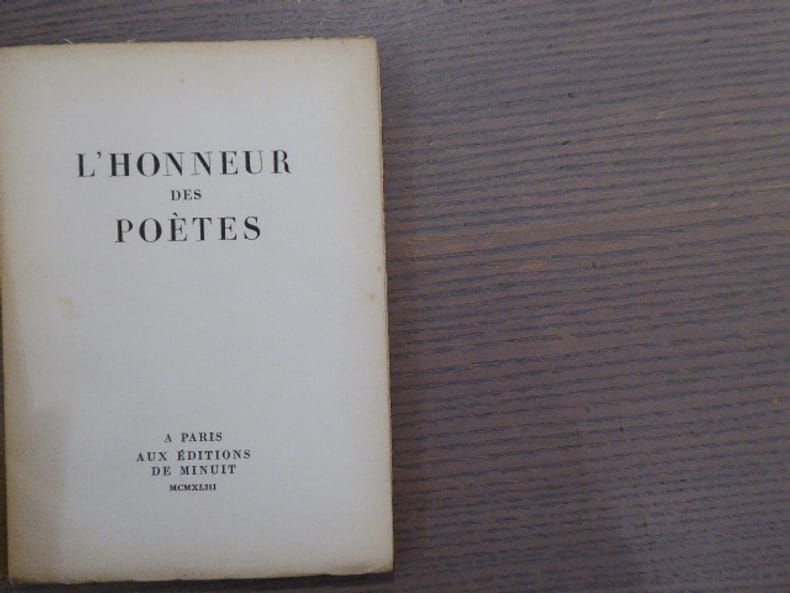 L'HONNEUR
DES
POÈTES
A PARIS
AUX ÉDITIONS
DE MINUIT
MCMXLIII